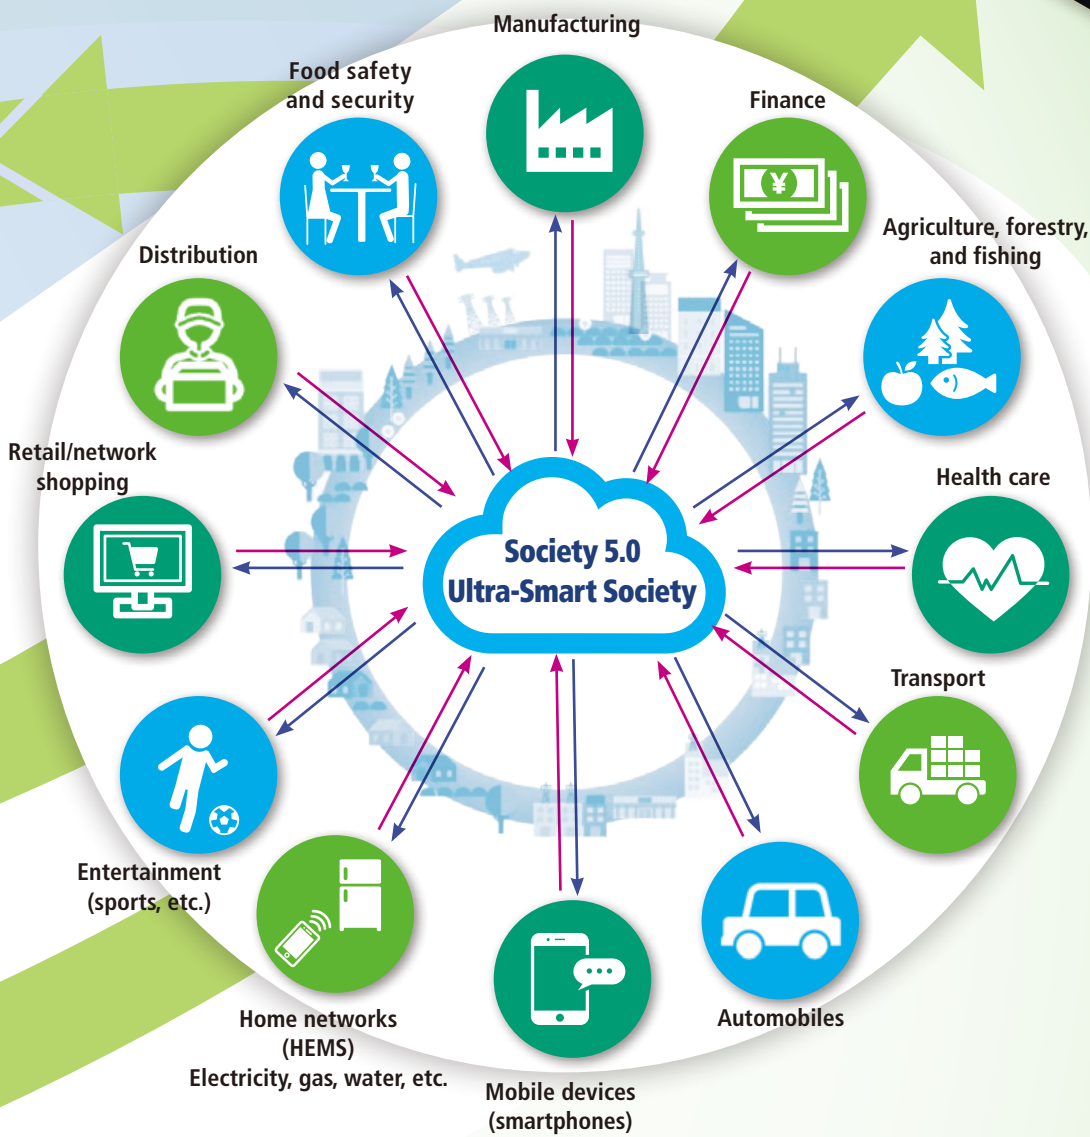 Manufacturing
Food safety
and security
Finance
¥
Agriculture, forestry,
and fishing
Distribution
Retail/network
shopping
Health care
Society 5.0
Ultra-Smart Society
Transport
Entertainment
(sports, etc.)
Automobiles
Home networks
(HEMS)
Electricity, gas, water, etc.
Mobile devices
(smartphones)